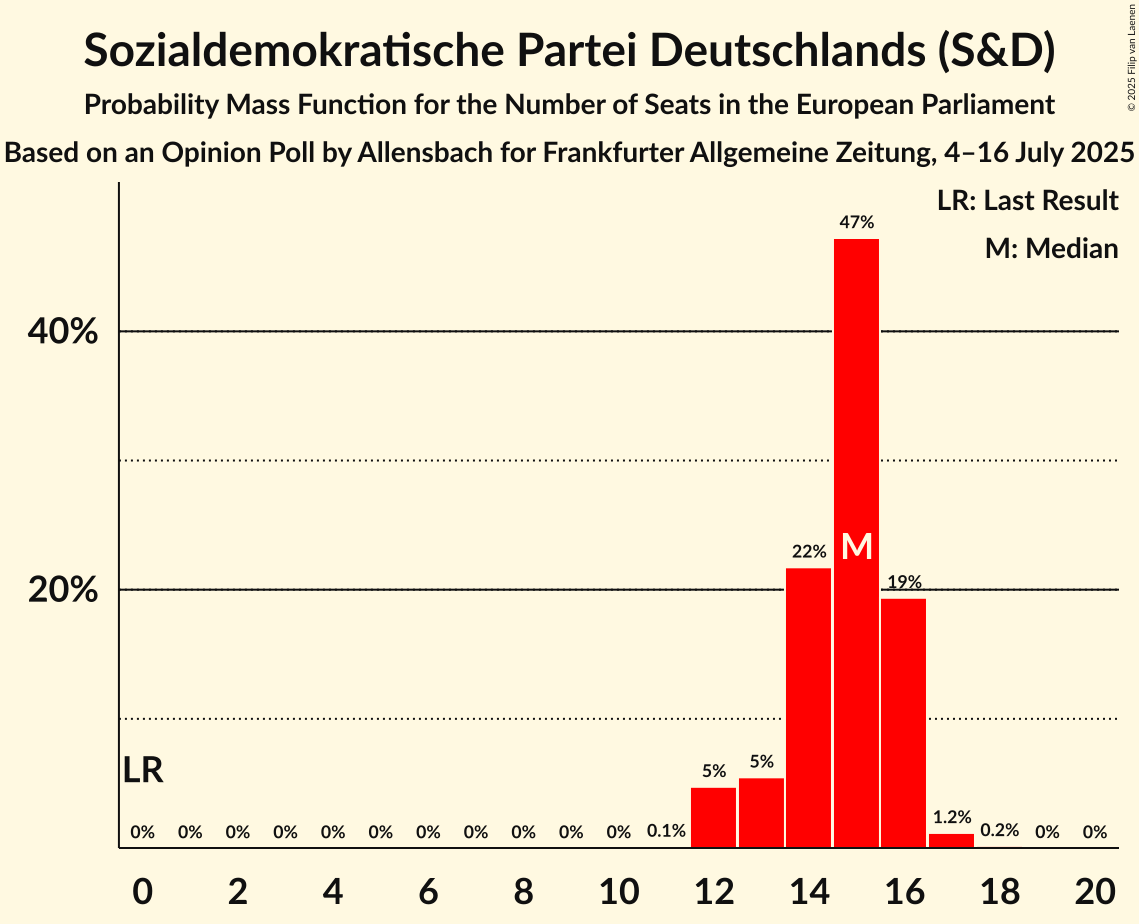 Sozialdemokratische Partei Deutschlands (S&D)
Probability Mass Function for the Number of Seats in the European Parliament
Based on an Opinion Poll by Allensbach for Frankfurter Allgemeine Zeitung, 4–16 July 2025
© 2025 Filip van Laenen
LR: Last Result
M: Median
47%
40%
22%
M
19%
20%
LR
0% 0% 0% 0% 0% 0% 0% 0% 0% 0% 0% 0.1% 5% 5% 1.2% 0.2% 0% 0%
0 2 4 6 8 10 12 14 16 18 20